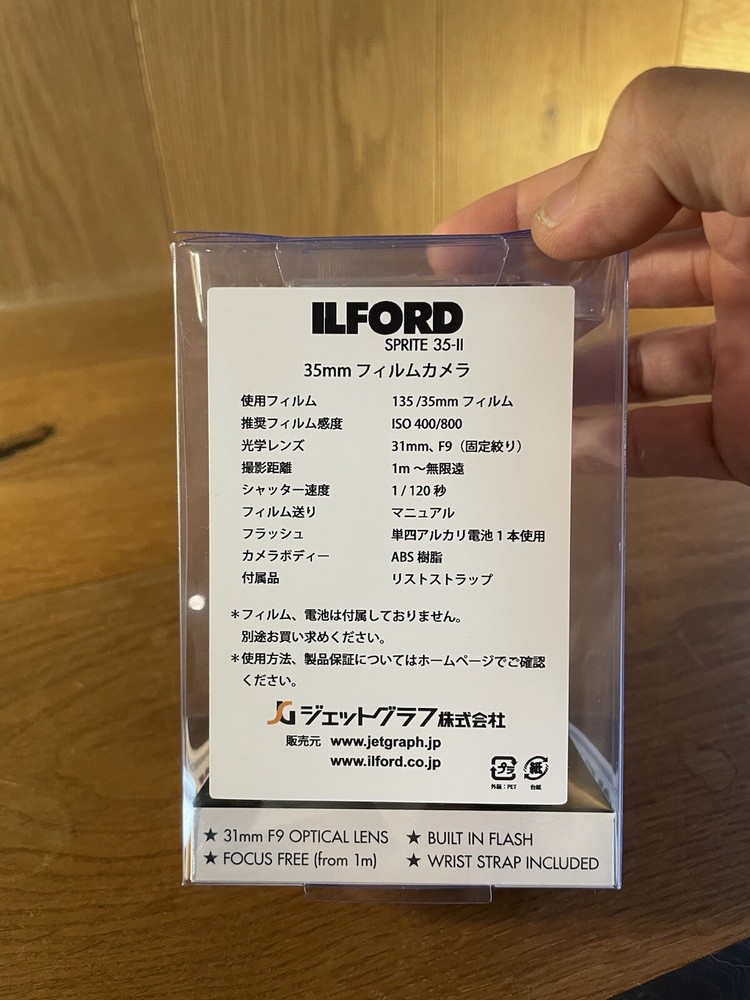 ILFORD
SPRITE 35-II
35mm フィルムカメラ
使用フィルム 135 /35mm フィルム
推奨フィルム感度 ISO 400/800
光学レンズ 31mm、F9（固定絞り）
撮影距離 1m ～無限遠
シャッター速度 1 / 120 秒
フィルム送り マニュアル
フラッシュ 単四アルカリ電池 1 本使用
カメラボディー ABS 樹脂
付属品 リストストラップ
＊フィルム、電池は付属しておりません。
別途お買い求めください。
＊使用方法、製品保証についてはホームページでご確認
ください。
JG ジェットグラフ株式会社
販売元 www.jetgraph.jp
www.ilford.co.jp
プラ 紙
外装：PET 台紙
★ 31mm F9 OPTICAL LENS ★ BUILT IN FLASH
★ FOCUS FREE (from 1m) ★ WRIST STRAP INCLUDED